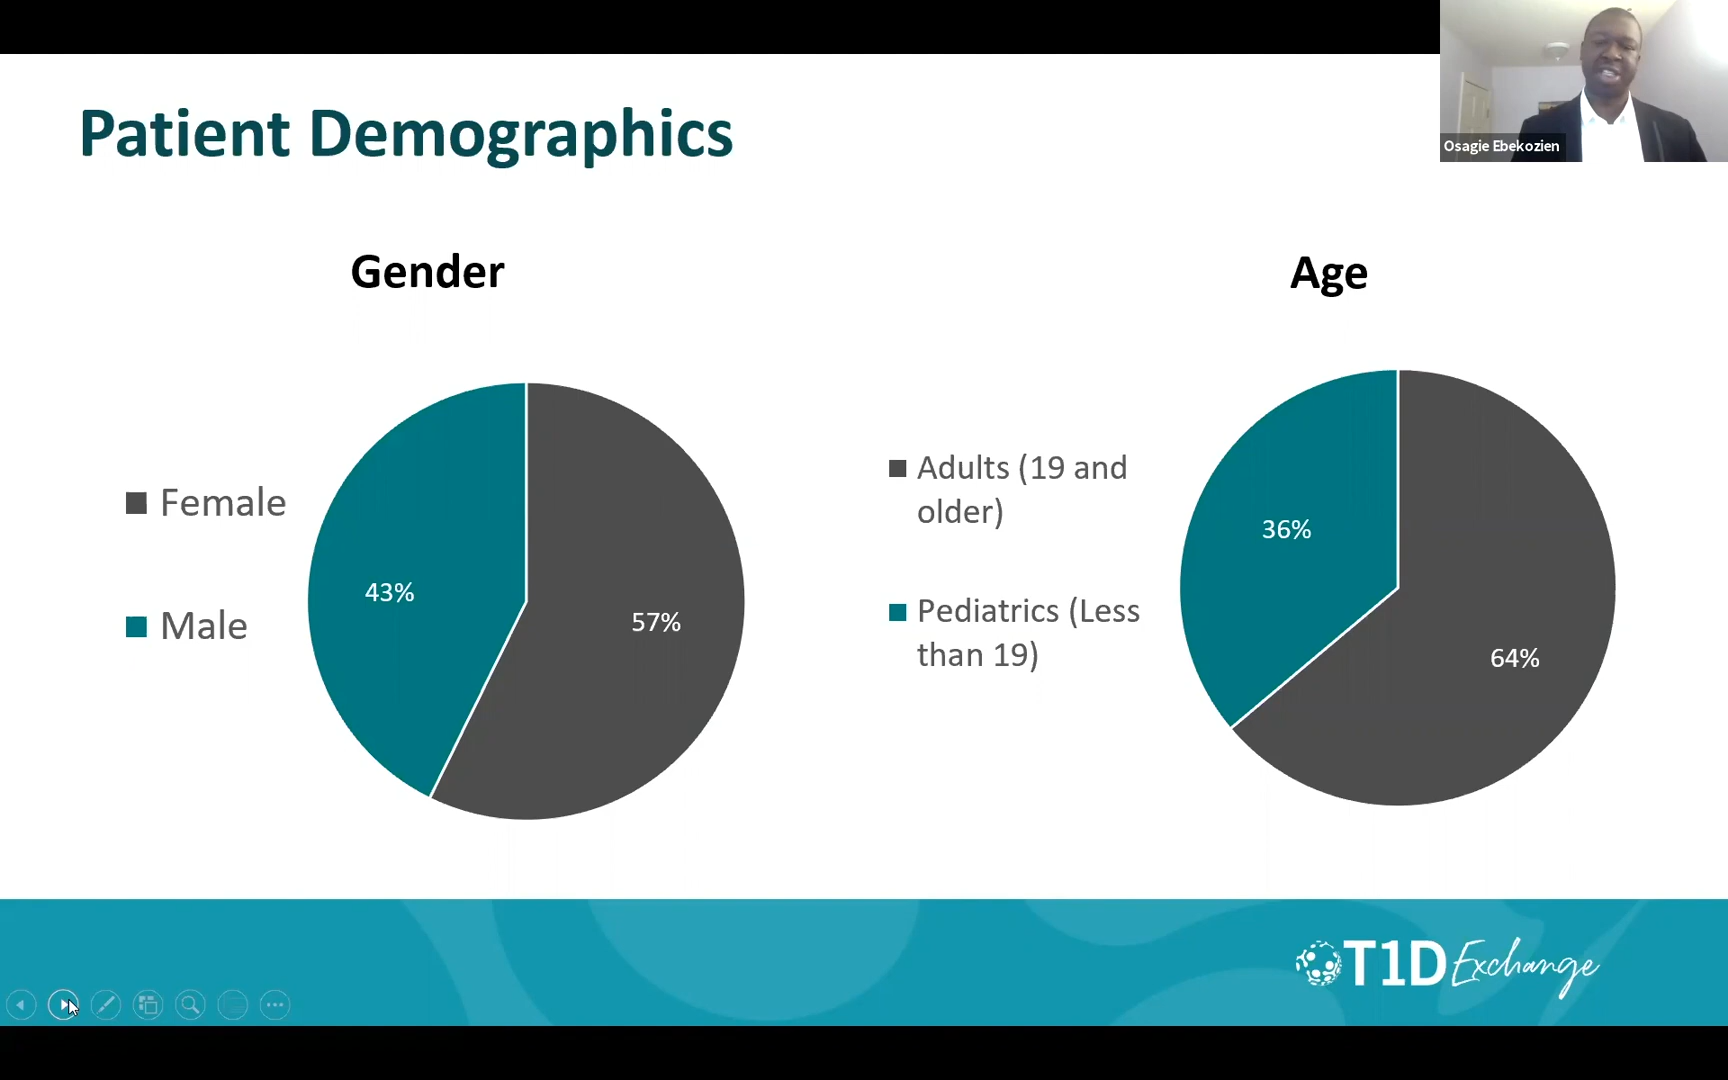 Patient Demographics
Osagie Ebekozien
Gender
Female
Male
43%
57%
Age
Adults (19 and
older)
Pediatrics (Less
than 19)
36%
64%
T1D Exchange